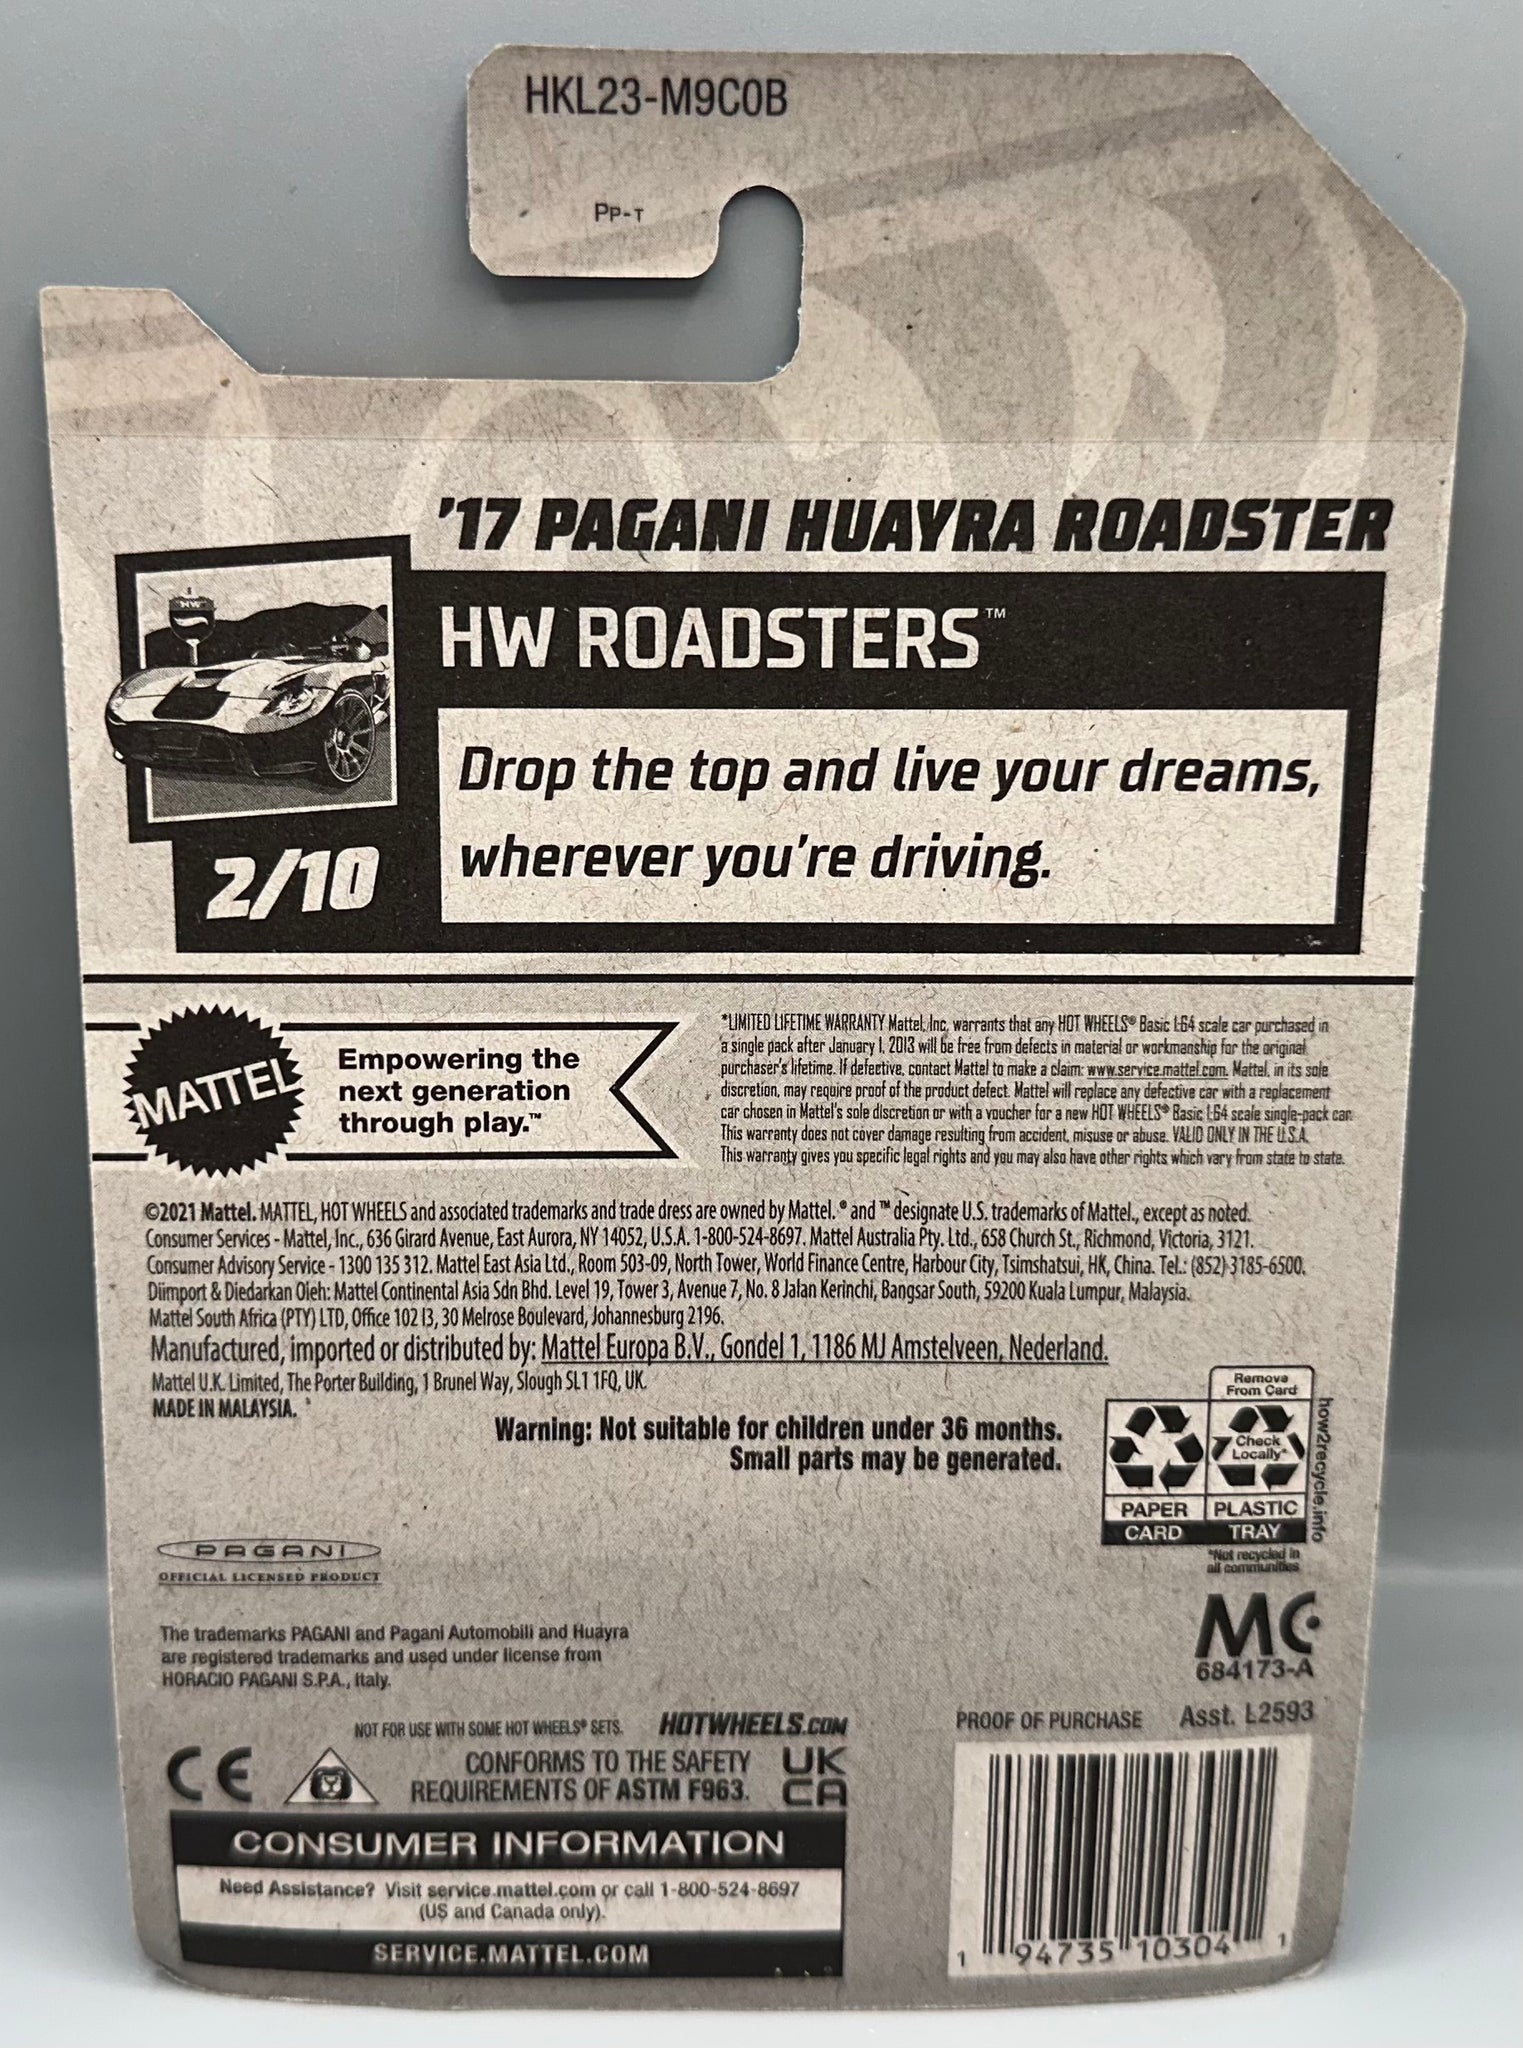 HKL23-M9C0B
PP-T
'17 PAGANI HUAYRA ROADSTER
HW
HW ROADSTERS™
Drop the top and live your dreams,
wherever you're driving.
2/10
MATTEL
Empowering the
next generation
through play.™
*LIMITED LIFETIME WARRANTY Mattel, Inc. warrants that any HOT WHEELS® Basic 1:64 scale car purchased in
a single pack after January 1, 2013 will be free from defects in material or workmanship for the original
purchaser's lifetime. If defective, contact Mattel to make a claim: www.service.mattel.com. Mattel, in its sole
discretion, may require proof of the product defect. Mattel will replace any defective car with a replacement
car chosen in Mattel's sole discretion or with a voucher for a new HOT WHEELS® Basic 1:64 scale single-pack car.
This warranty does not cover damage resulting from accident, misuse or abuse. VALID ONLY IN THE U.S.A.
This warranty gives you specific legal rights and you may also have other rights which vary from state to state.
©2021 Mattel. MATTEL, HOT WHEELS and associated trademarks and trade dress are owned by Mattel. ® and ™ designate U.S. trademarks of Mattel., except as noted.
Consumer Services - Mattel, Inc., 636 Girard Avenue, East Aurora, NY 14052, U.S.A. 1-800-524-8697. Mattel Australia Pty. Ltd., 658 Church St., Richmond, Victoria, 3121.
Consumer Advisory Service - 1300 135 312. Mattel East Asia Ltd., Room 503-09, North Tower, World Finance Centre, Harbour City, Tsimshatsui, HK, China. Tel.: (852) 3185-6500.
Diimport & Diedarkan Oleh: Mattel Continental Asia Sdn Bhd. Level 19, Tower 3, Avenue 7, No. 8 Jalan Kerinchi, Bangsar South, 59200 Kuala Lumpur, Malaysia.
Mattel South Africa (PTY) LTD, Office 102 I3, 30 Melrose Boulevard, Johannesburg 2196.
Manufactured, imported or distributed by: Mattel Europa B.V., Gondel 1, 1186 MJ Amstelveen, Nederland.
Mattel U.K. Limited, The Porter Building, 1 Brunel Way, Slough SL1 1FQ, UK.
MADE IN MALAYSIA.
Warning: Not suitable for children under 36 months.
Small parts may be generated.
Remove
From Card
Check
Locally*
PAPER
PLASTIC
CARD
TRAY
how2recycle.info
*Not recycled in
all communities
PAGANI
OFFICIAL LICENSED PRODUCT
The trademarks PAGANI and Pagani Automobili and Huayra
are registered trademarks and used under license from
HORACIO PAGANI S.P.A., Italy.
MC
684173-A
NOT FOR USE WITH SOME HOT WHEELS® SETS.
HOTWHEELS.COM
PROOF OF PURCHASE
Asst. L2593
CE
CONFORMS TO THE SAFETY
REQUIREMENTS OF ASTM F963.
UK
CA
CONSUMER INFORMATION
Need Assistance? Visit service.mattel.com or call 1-800-524-8697
(US and Canada only).
SERVICE.MATTEL.COM
1 94735 10304 1